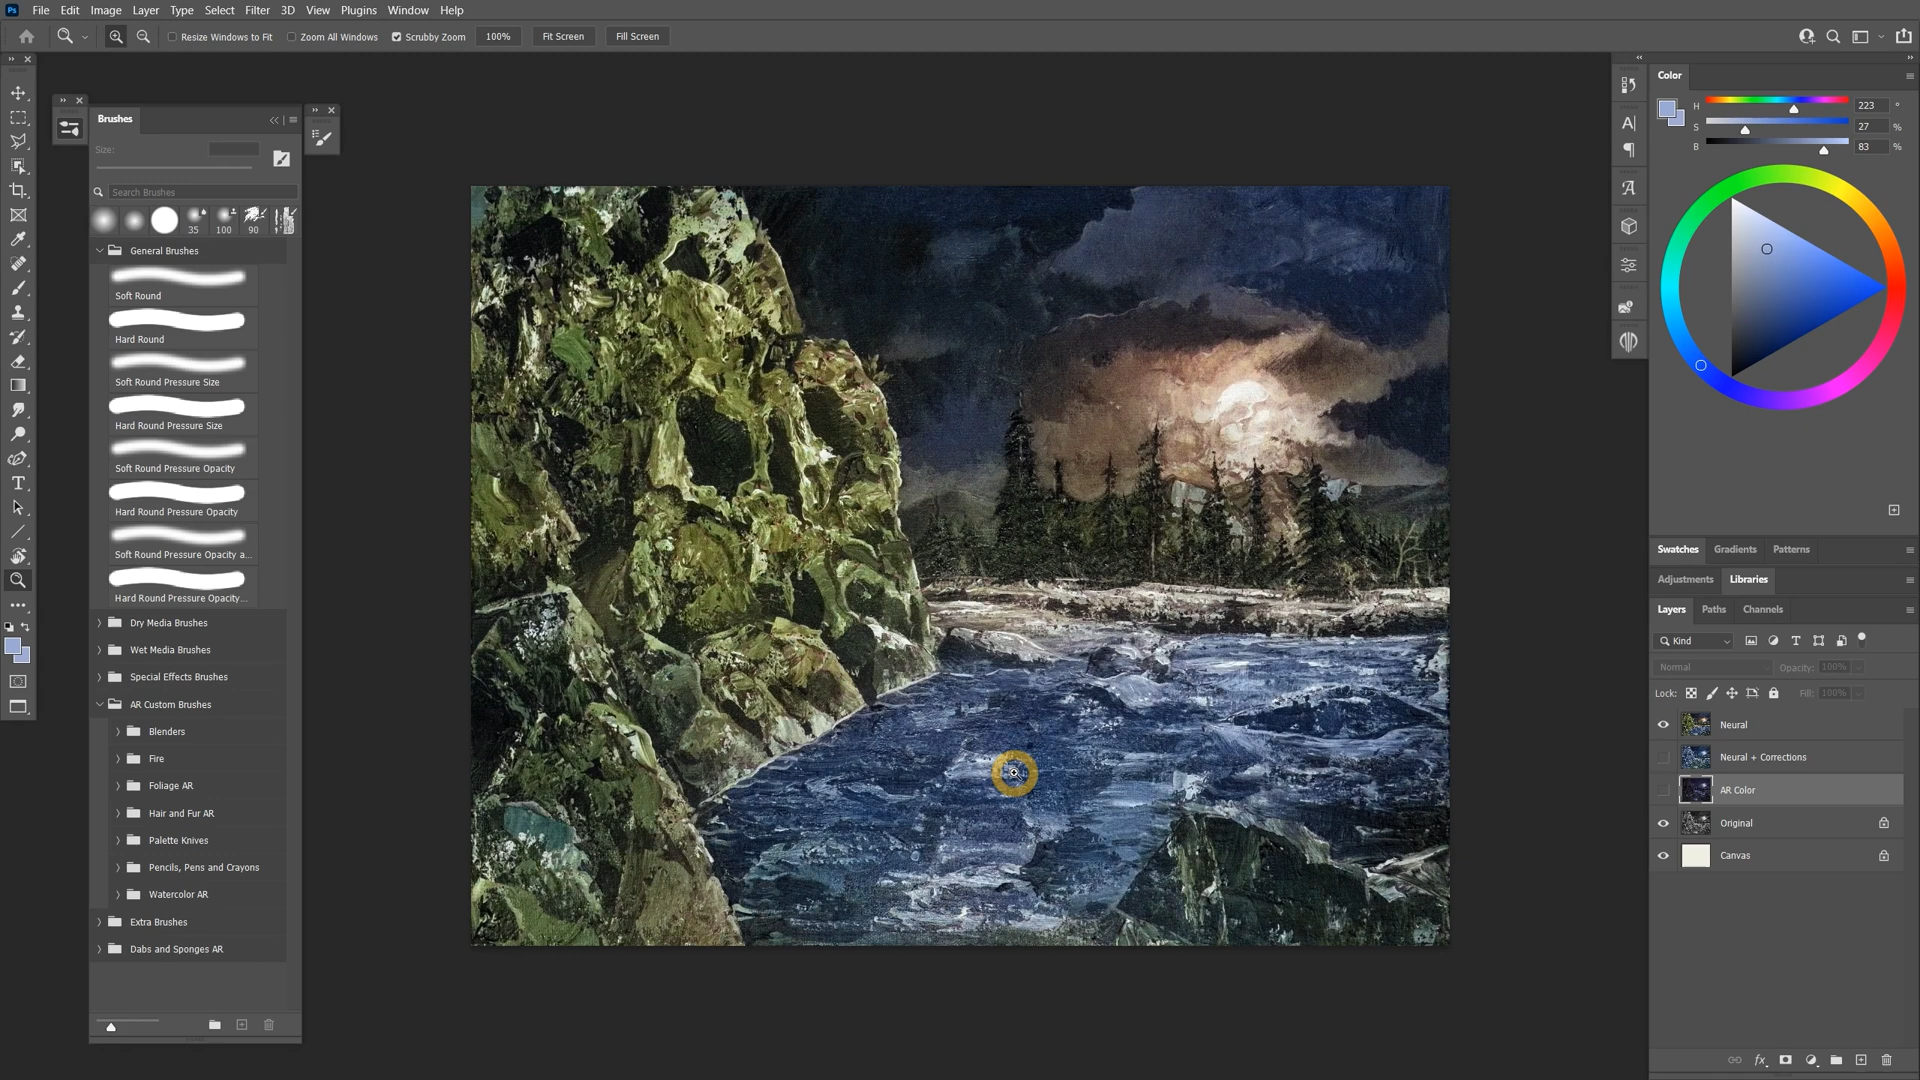 Ps File Edit Image Layer Type Select Filter 3D View Plugins Window Help
Resize Windows to Fit Zoom All Windows Scrubby Zoom 100% Fit Screen Fill Screen
Brushes
Size:
Search Brushes
35 100 90
General Brushes
Soft Round
Hard Round
Soft Round Pressure Size
Hard Round Pressure Size
Soft Round Pressure Opacity
Hard Round Pressure Opacity
Soft Round Pressure Opacity a...
Hard Round Pressure Opacity...
Dry Media Brushes
Wet Media Brushes
Special Effects Brushes
AR Custom Brushes
Blenders
Fire
Foliage AR
Hair and Fur AR
Palette Knives
Pencils, Pens and Crayons
Watercolor AR
Extra Brushes
Dabs and Sponges AR
Color
H 223 °
S 27 %
B 83 %
Swatches Gradients Patterns
Adjustments Libraries
Layers Paths Channels
Kind
Normal Opacity: 100%
Lock: Fill: 100%
Neural
Neural + Corrections
AR Color
Original
Canvas
fx